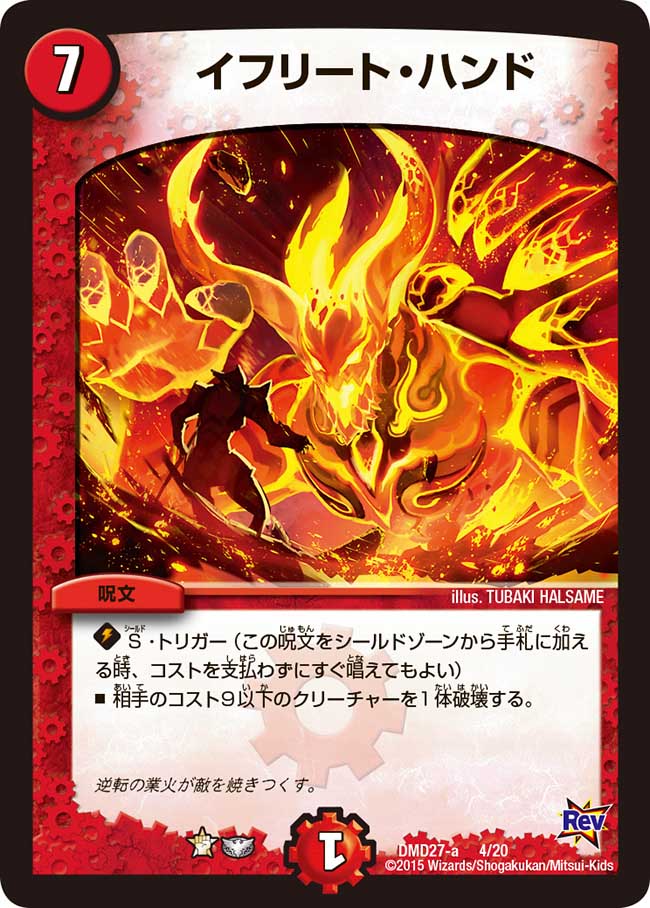 7
イフリート・ハンド
呪文
illus. TUBAKI HALSAME
S・トリガー（この呪文をシールドゾーンから手札に加え
る時、コストを支払わずにすぐ唱えてもよい）
■ 相手のコスト9以下のクリーチャーを1体破壊する。
逆転の業火が敵を焼きつくす。
1
Rev
DMD27-a 4/20
©2015 Wizards/Shogakukan/Mitsui-Kids